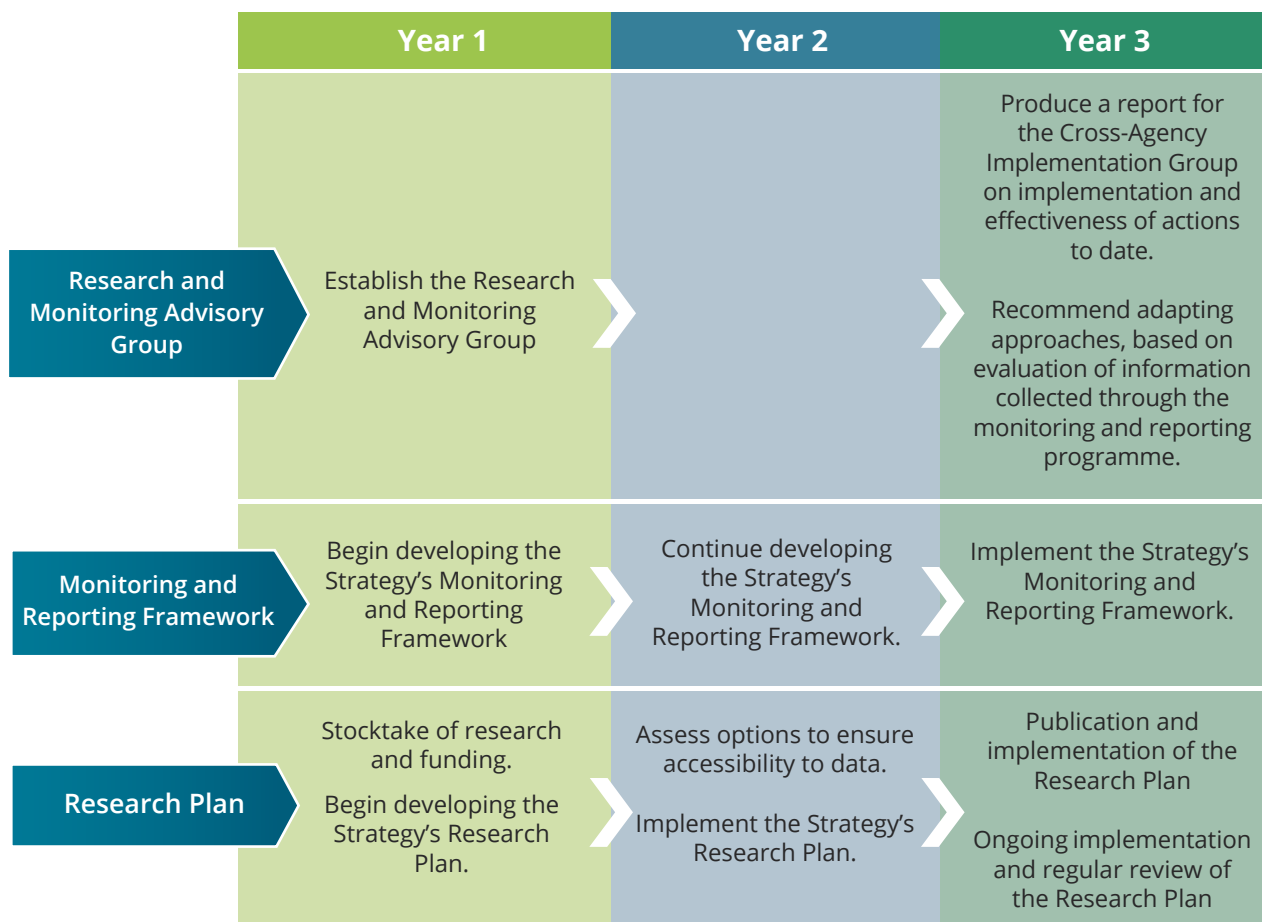 Year 1
Year 2
Year 3
Research and
Monitoring Advisory
Group
Establish the Research
and Monitoring
Advisory Group
Produce a report for
the Cross-Agency
Implementation Group
on implementation and
effectiveness of actions
to date.
Recommend adapting
approaches, based on
evaluation of information
collected through the
monitoring and reporting
programme.
Monitoring and
Reporting Framework
Begin developing the
Strategy’s Monitoring
and Reporting
Framework
Continue developing
the Strategy’s
Monitoring and
Reporting Framework.
Implement the Strategy’s
Monitoring and
Reporting Framework.
Research Plan
Stocktake of research
and funding.
Begin developing the
Strategy’s Research
Plan.
Assess options to ensure
accessibility to data.
Implement the Strategy’s
Research Plan.
Publication and
implementation of the
Research Plan
Ongoing implementation
and regular review of
the Research Plan